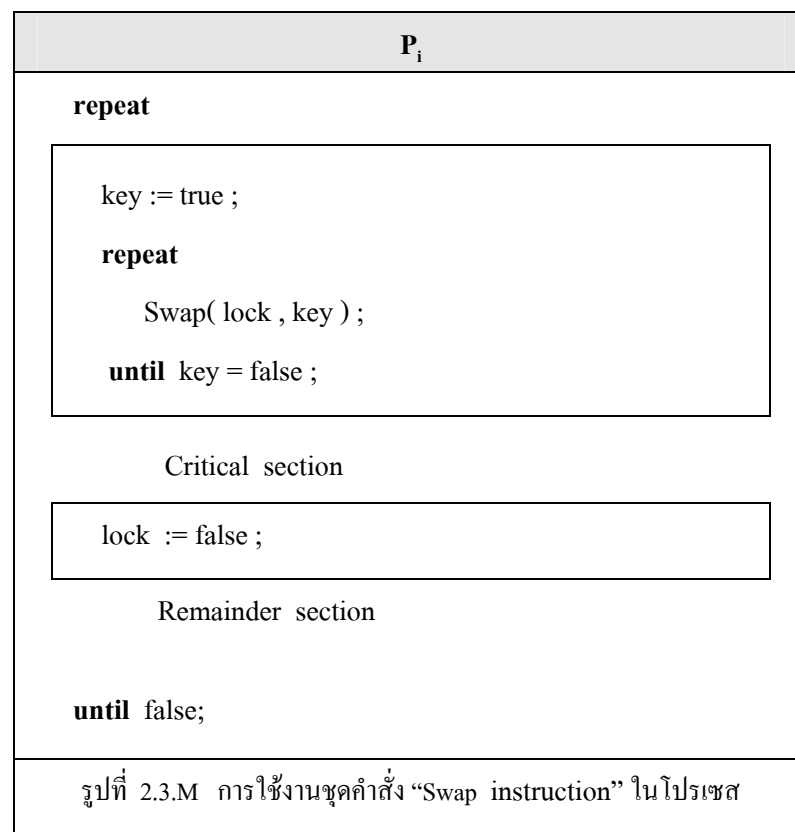 Pi
repeat
key := true ;
repeat
Swap( lock , key ) ;
until key = false ;
Critical section
lock := false ;
Remainder section
until false;
รูปที่ 2.3.M การใช้งานชุดคำสั่ง “Swap instruction” ในโปรเซส